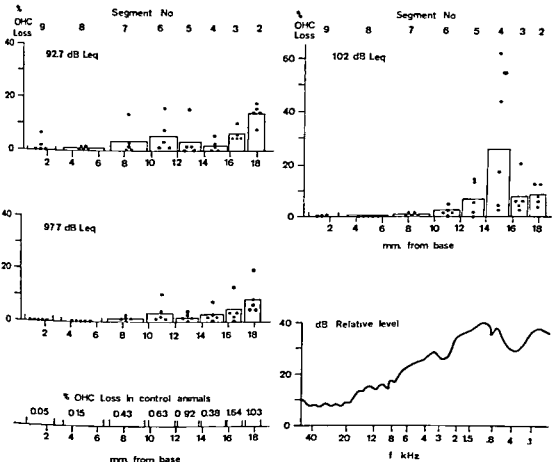 %
OHC
Loss
Segment No
9 8 7 6 5 4 3 2
92.7 dB Leq
40
20
0
2 4 6 8 10 12 14 16 18
40
977 dB Leq
20
0
2 4 6 8 10 12 14 16 18
% OHC Loss in control animals
0.05 0.15 0.43 0.63 0.92 0.38 1.64 1.03
2 4 6 8 10 12 14 16 18
mm. from base
%
OHC
Loss
Segment No
9 8 7 6 5 4 3 2
102 dB Leq
60
40
20
0
2 4 6 8 10 12 14 16 18
mm. from base
40
dB Relative level
20
0
40 20 12 8 6 4 3 2 1.5 .8 .4 .1
f kHz